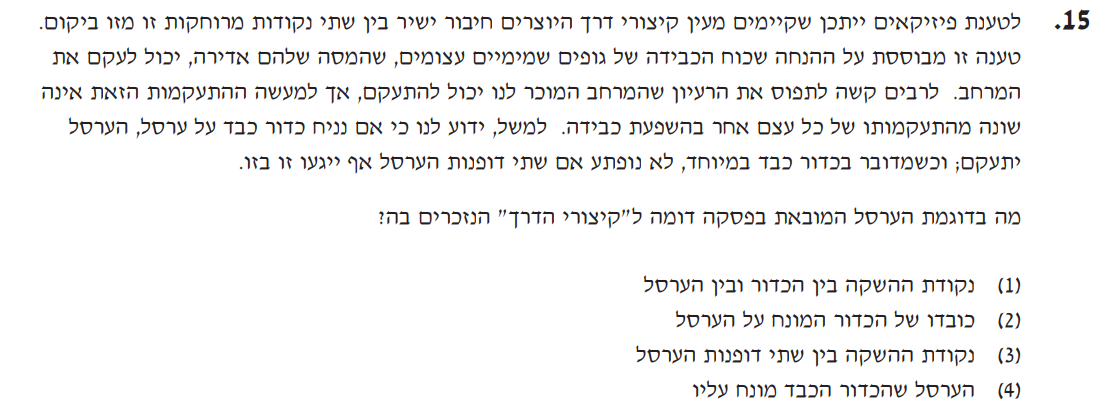 15. לטענת פיזיקאים ייתכן שקיימים מעין קיצורי דרך היוצרים חיבור ישיר בין שתי נקודות מרוחקות זו מזו ביקום.
טענה זו מבוססת על ההנחה שכוח הכבידה של גופים שמימיים עצומים, שהמסה שלהם אדירה, יכול לעקם את
המרחב. לרבים קשה לתפוס את הרעיון שהמרחב המוכר לנו יכול להתעקם, אך למעשה ההתעקמות הזאת אינה
שונה מהתעקמותו של כל עצם אחר בהשפעת כבידה. למשל, ידוע לנו כי אם נניח כדור כבד על ערסל, הערסל
יתעקם; וכשמדובר בכדור כבד במיוחד, לא נופתע אם שתי דופנות הערסל אף ייגעו זו בזו.
מה בדוגמת הערסל המובאת בפסקה דומה ל"קיצורי הדרך" הנזכרים בה?
(1) נקודת ההשקה בין הכדור ובין הערסל
(2) כובדו של הכדור המונח על הערסל
(3) נקודת ההשקה בין שתי דופנות הערסל
(4) הערסל שהכדור הכבד מונח עליו